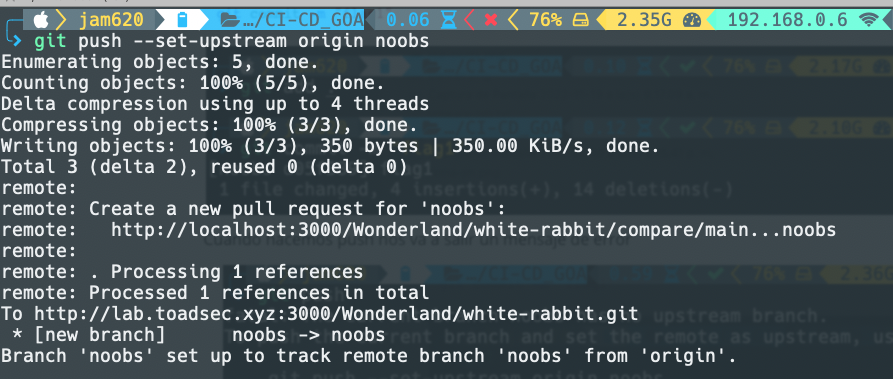 jam620 …/CI-CD_GOA 0.06 ✖ 76% 2.35G 192.168.0.6
git push --set-upstream origin noobs
Enumerating objects: 5, done.
Counting objects: 100% (5/5), done.
Delta compression using up to 4 threads
Compressing objects: 100% (3/3), done.
Writing objects: 100% (3/3), 350 bytes | 350.00 KiB/s, done.
Total 3 (delta 2), reused 0 (delta 0)
remote:
remote: Create a new pull request for 'noobs':
remote:   http://localhost:3000/Wonderland/white-rabbit/compare/main...noobs
remote:
remote: . Processing 1 references
remote: Processed 1 references in total
To http://lab.toadsec.xyz:3000/Wonderland/white-rabbit.git
 * [new branch]      noobs -> noobs
Branch 'noobs' set up to track remote branch 'noobs' from 'origin'.